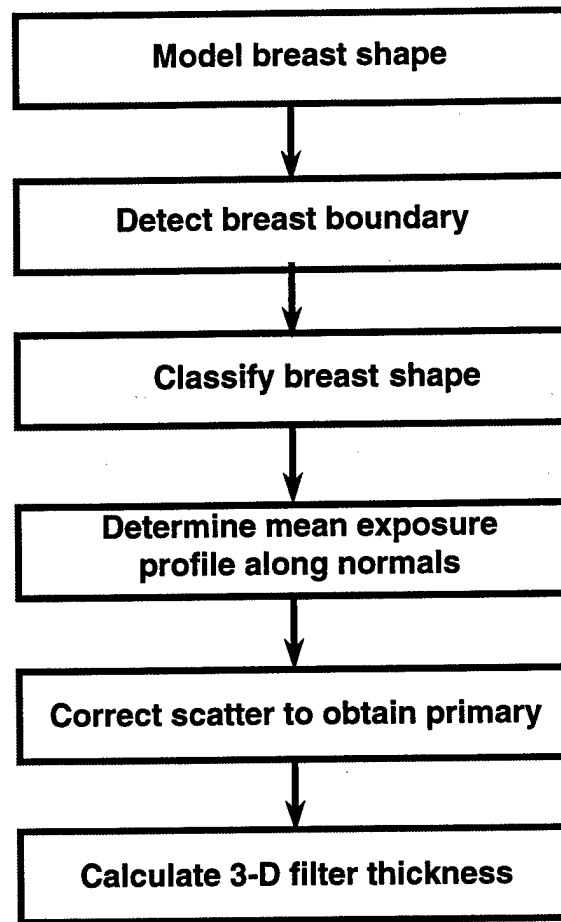 Model breast shape
Detect breast boundary
Classify breast shape
Determine mean exposure
profile along normals
Correct scatter to obtain primary
Calculate 3-D filter thickness